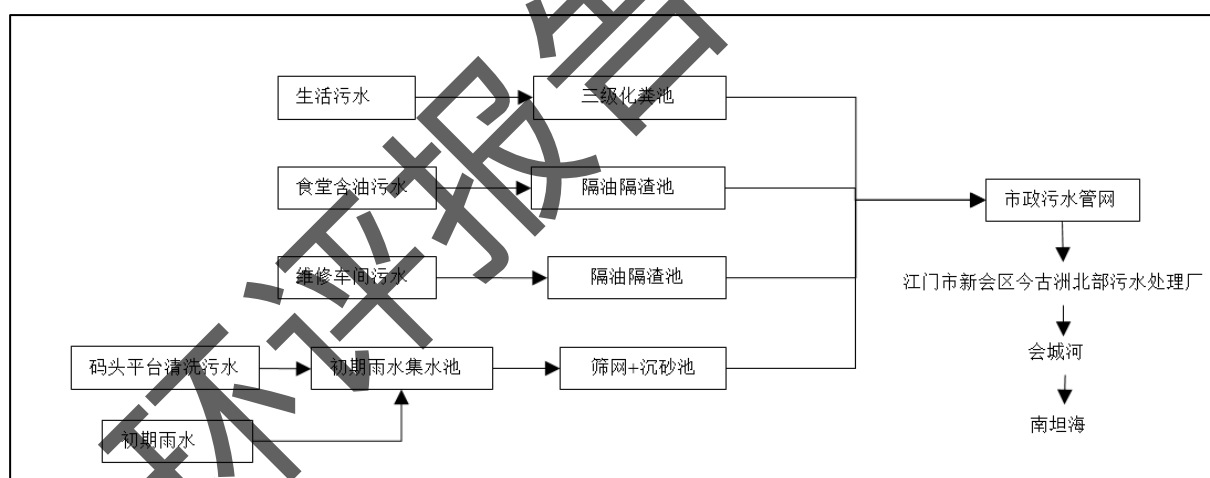 生活污水
三级化粪池
食堂含油污水
隔油隔渣池
市政污水管网
维修车间污水
隔油隔渣池
江门市新会区今古洲北部污水处理厂
码头平台清洗污水
初期雨水集水池
筛网+沉砂池
会城河
南坦海
初期雨水
环评报告